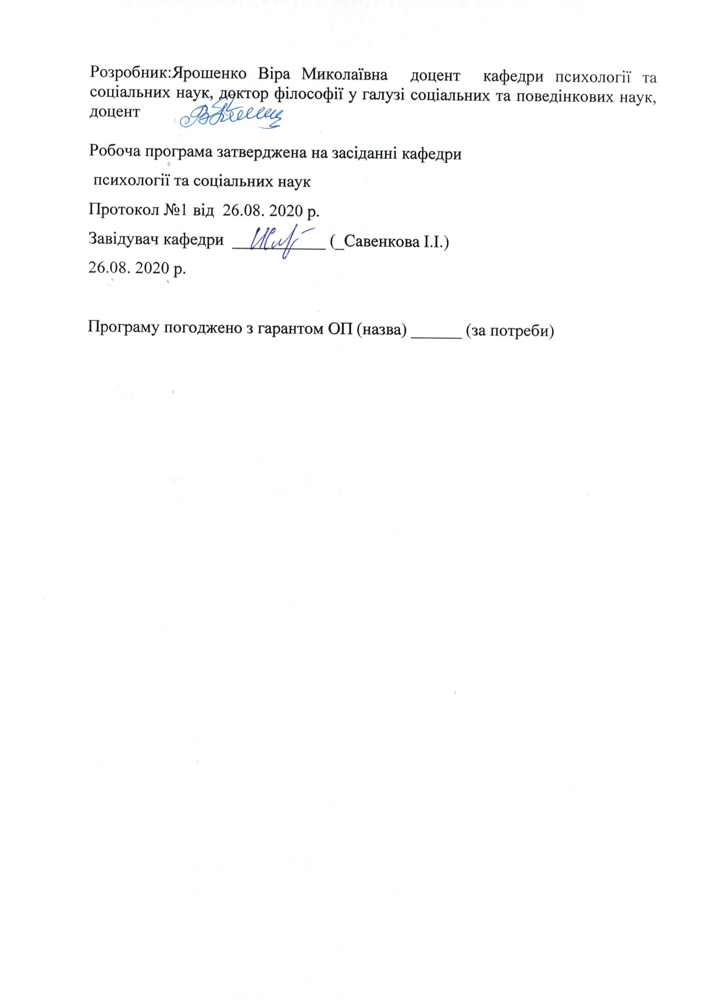 Розробник:Ярошенко Віра Миколаївна доцент кафедри психології та
соціальних наук, доктор філософії у галузі соціальних та поведінкових наук,
доцент
Робоча програма затверджена на засіданні кафедри
психології та соціальних наук
Протокол №1 від 26.08. 2020 р.
Завідувач кафедри ___________ (_Савенкова І.І.)
26.08. 2020 р.
Програму погоджено з гарантом ОП (назва) ______ (за потреби)